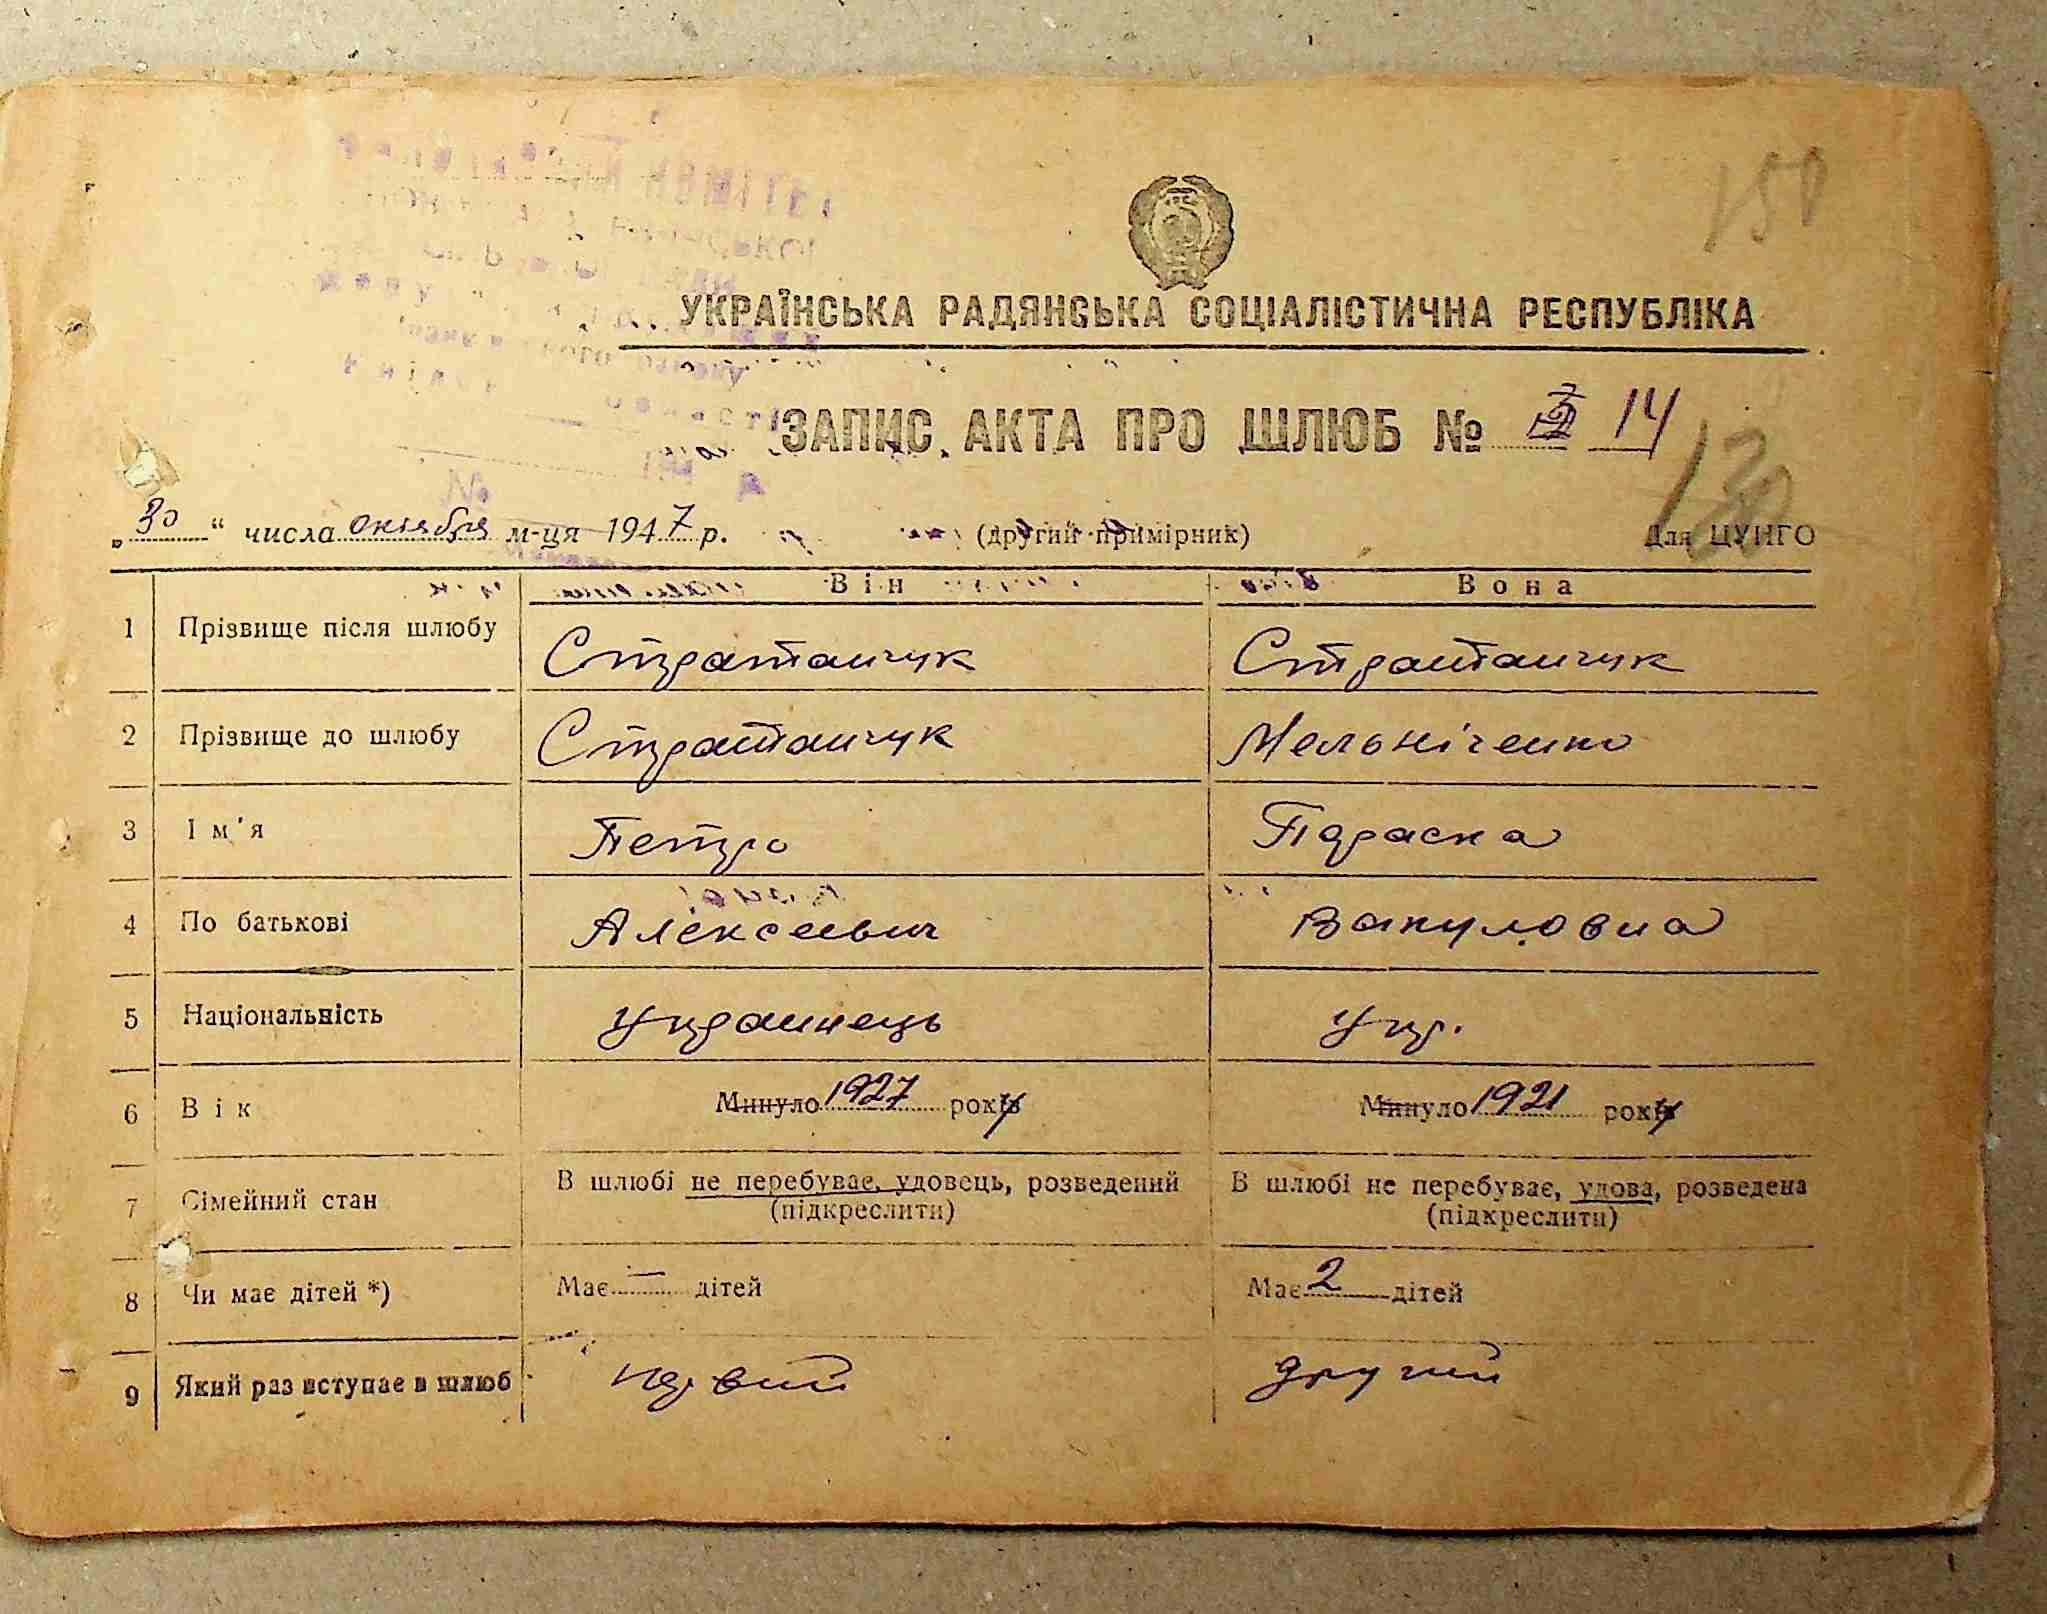 150
УКРАЇНСЬКА РАДЯНСЬКА СОЦІАЛІСТИЧНА РЕСПУБЛІКА
ЗАПИС АКТА ПРО ШЛЮБ № 14
130
„30“ числа октября м-ця 1947 р. (другий примірник) Для ЦУНГО
Він Вона
1 Прізвище після шлюбу Стратанчук Стратанчук
2 Прізвище до шлюбу Стратанчук Мельніченко
3 Ім'я Петро Параска
4 По батькові Алексеевич Вакуловна
5 Національність Украинець Укр.
6 Вік Минуло 1927 року Минуло 1921 року
7 Сімейний стан В шлюбі не перебуває, удовець, розведений В шлюбі не перебуває, удова, розведена
(підкреслити) (підкреслити)
8 Чи має дітей *) Має — дітей Має 2 дітей
9 Який раз вступає в шлюб первий другий